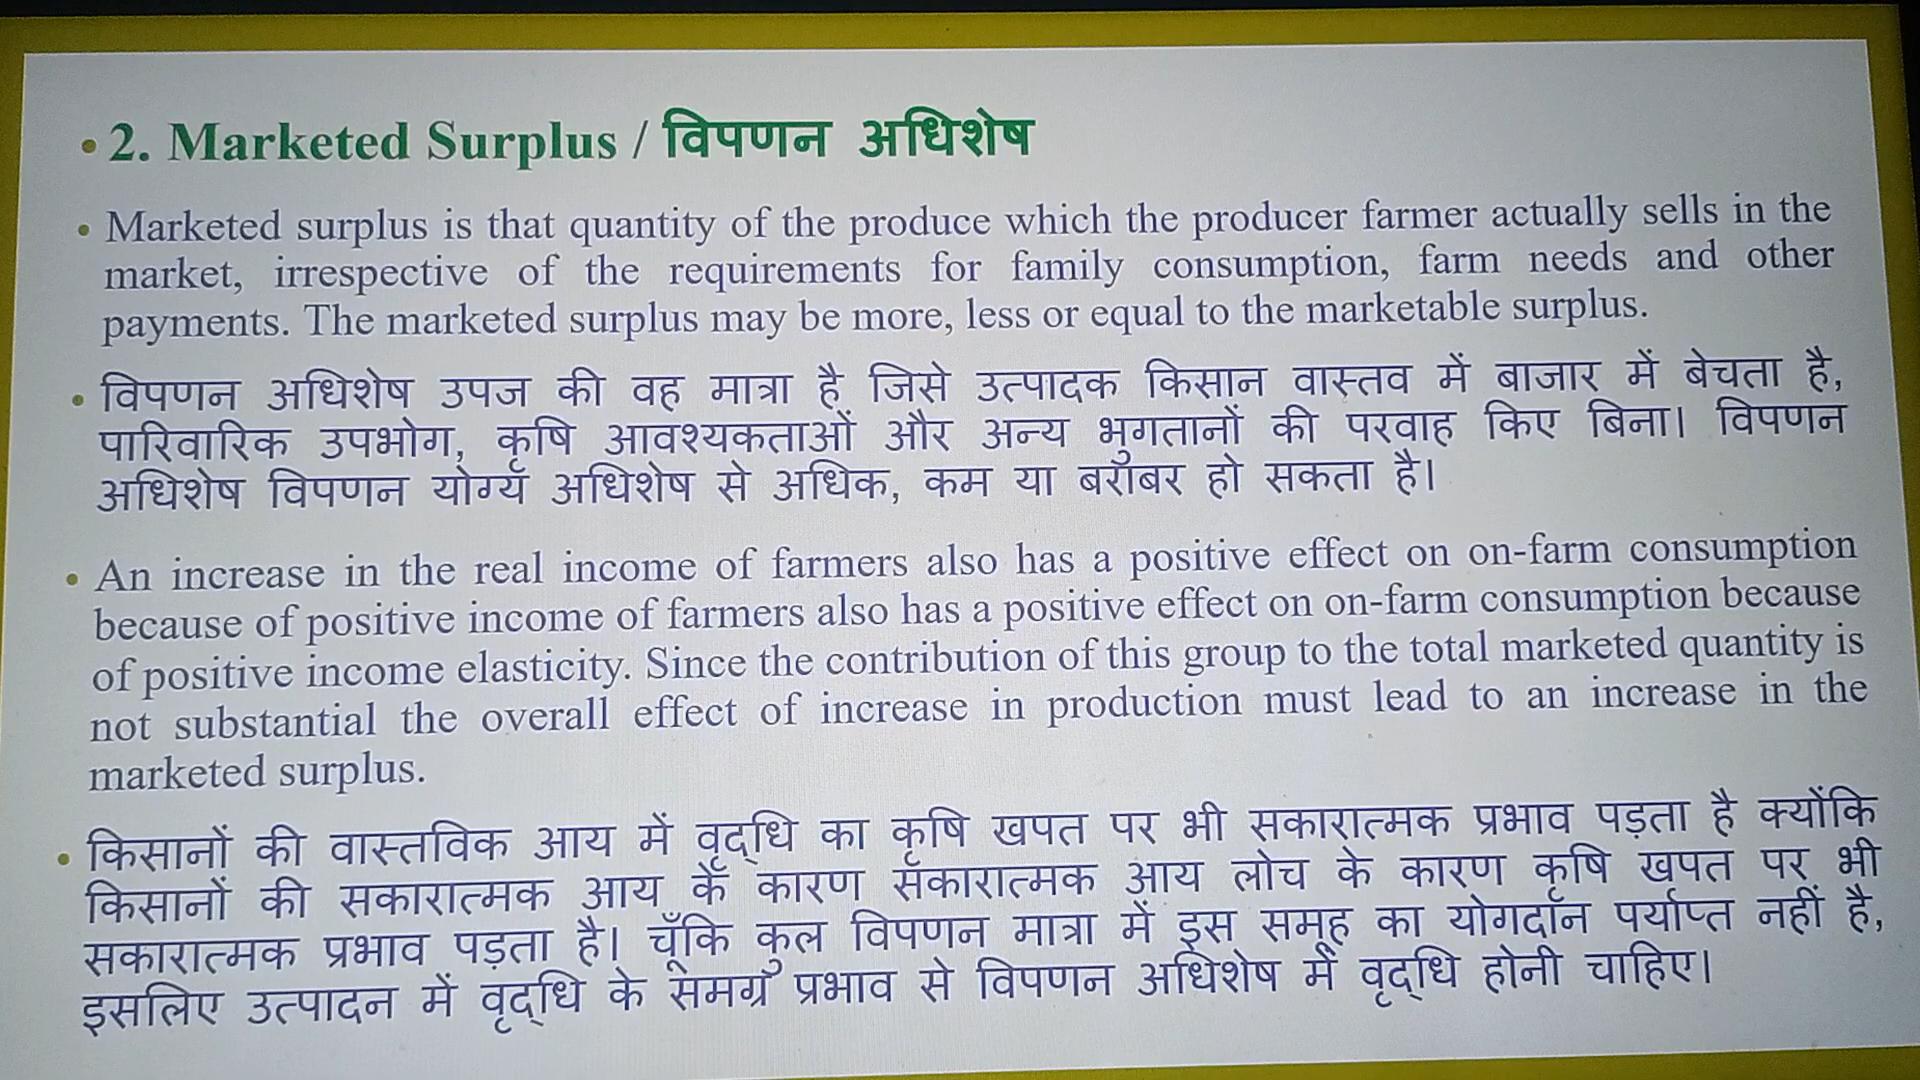 • 2. Marketed Surplus / विपणन अधिशेष
• Marketed surplus is that quantity of the produce which the producer farmer actually sells in the
market, irrespective of the requirements for family consumption, farm needs and other
payments. The marketed surplus may be more, less or equal to the marketable surplus.
• विपणन अधिशेष उपज की वह मात्रा है जिसे उत्पादक किसान वास्तव में बाजार में बेचता है,
पारिवारिक उपभोग, कृषि आवश्यकताओं और अन्य भुगतानों की परवाह किए बिना। विपणन
अधिशेष विपणन योग्य अधिशेष से अधिक, कम या बराबर हो सकता है।
• An increase in the real income of farmers also has a positive effect on on-farm consumption
because of positive income of farmers also has a positive effect on on-farm consumption because
of positive income elasticity. Since the contribution of this group to the total marketed quantity is
not substantial the overall effect of increase in production must lead to an increase in the
marketed surplus.
• किसानों की वास्तविक आय में वृद्धि का कृषि खपत पर भी सकारात्मक प्रभाव पड़ता है क्योंकि
किसानों की सकारात्मक आय के कारण सकारात्मक आय लोच के कारण कृषि खपत पर भी
सकारात्मक प्रभाव पड़ता है। चूँकि कुल विपणन मात्रा में इस समूह का योगदान पर्याप्त नहीं है,
इसलिए उत्पादन में वृद्धि के समग्र प्रभाव से विपणन अधिशेष में वृद्धि होनी चाहिए।